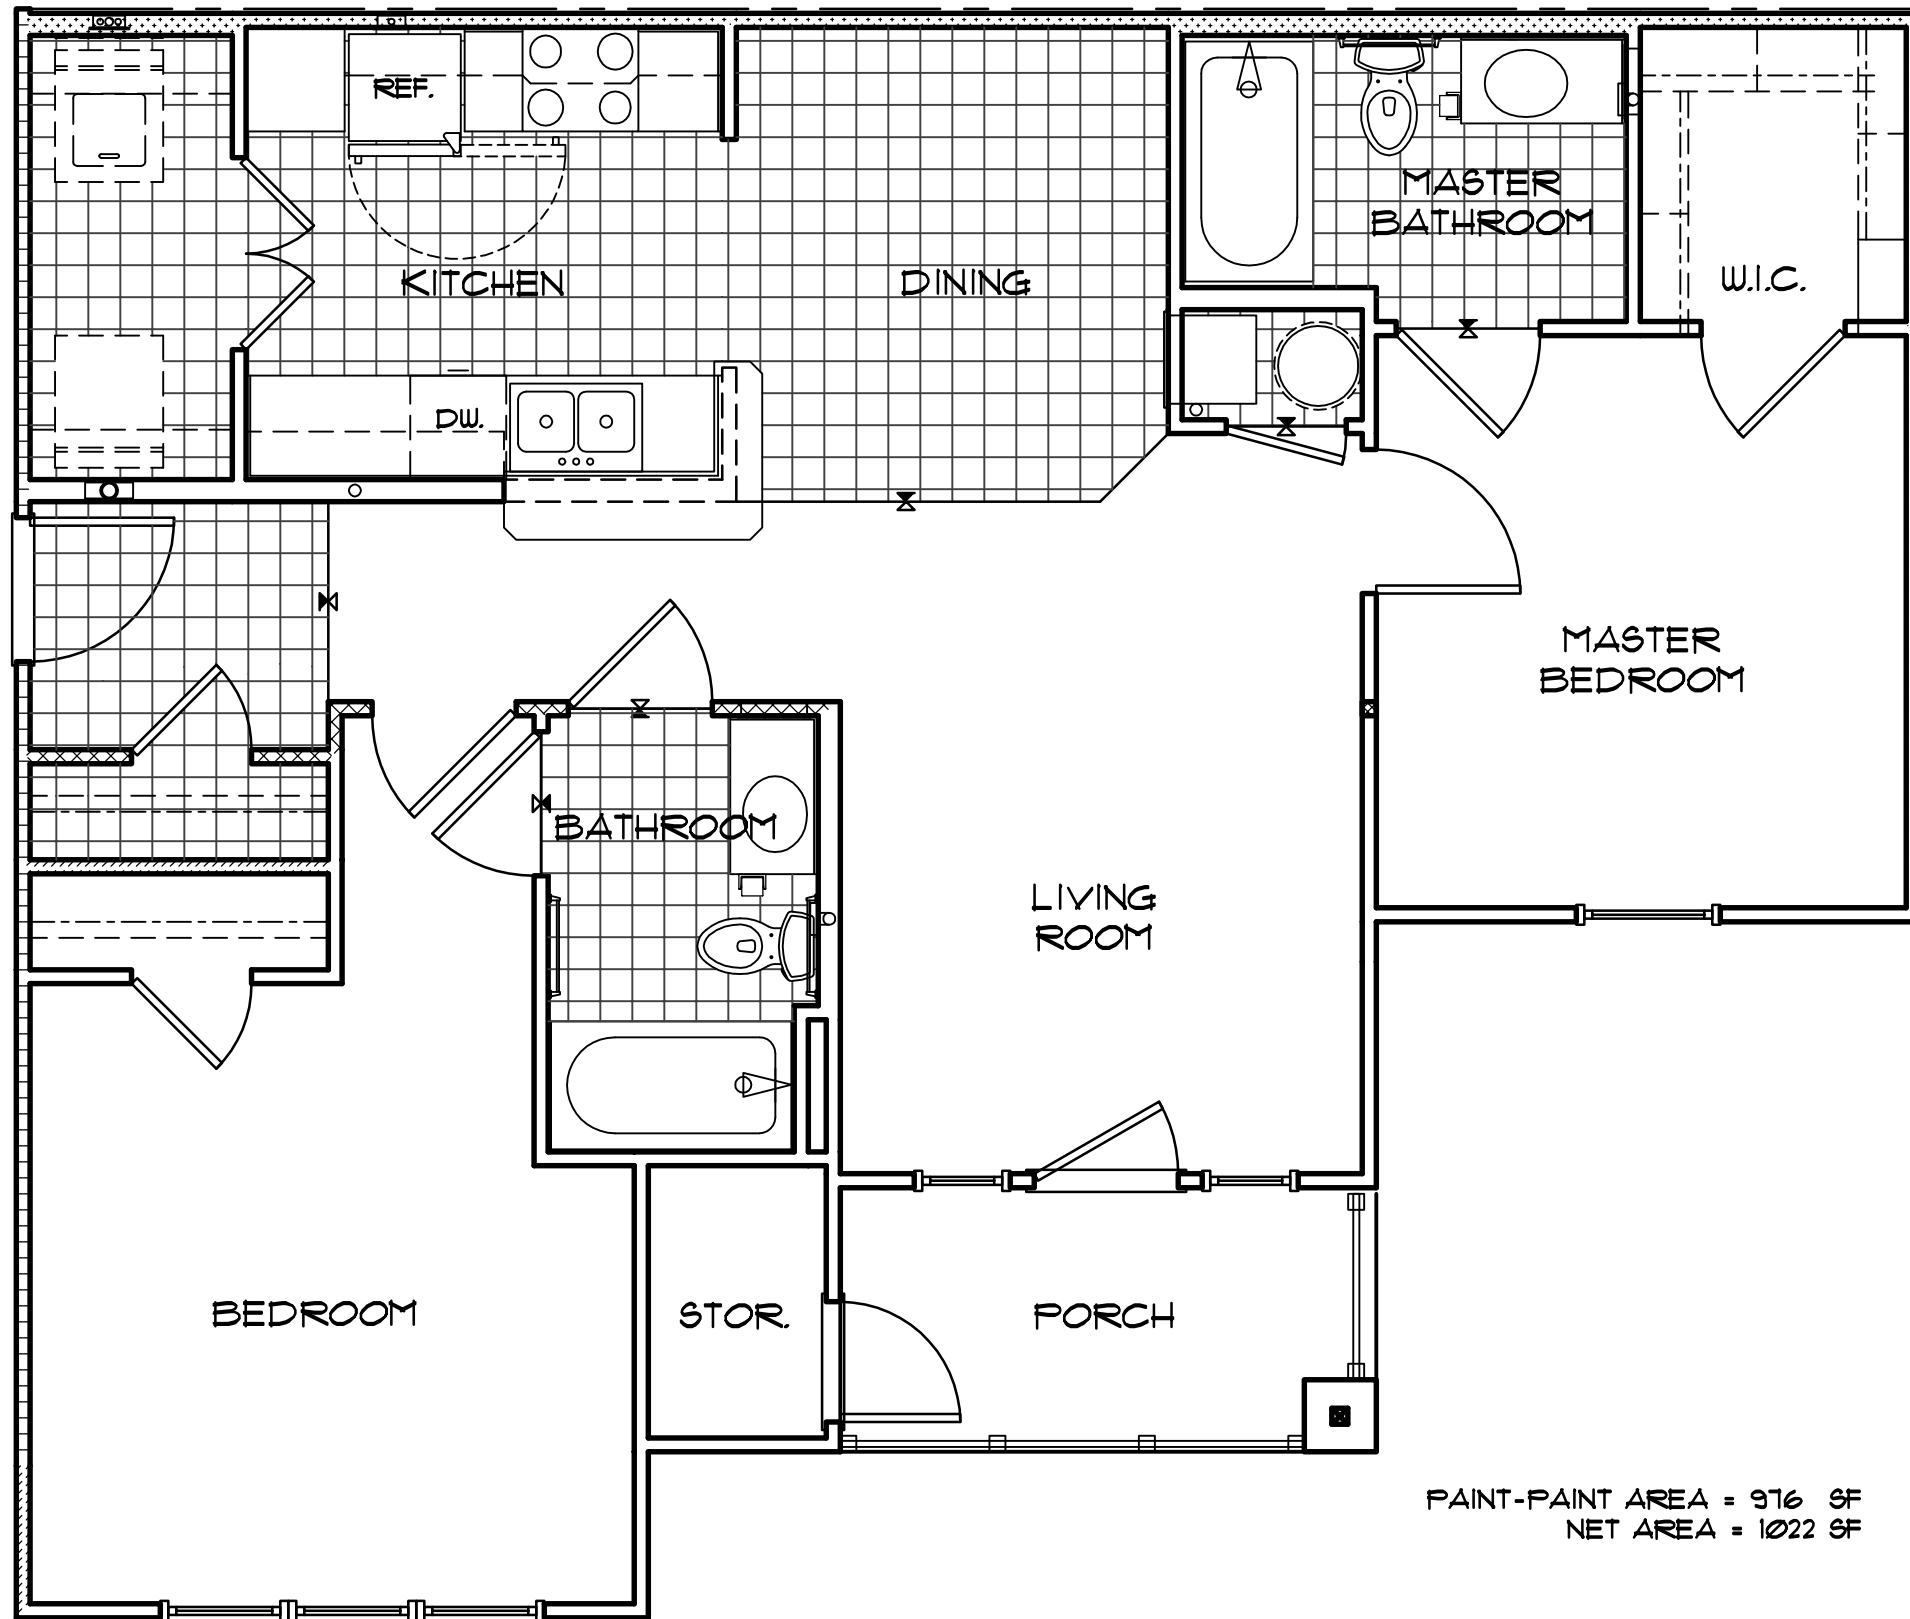 REF.
MASTER
BATHROOM
KITCHEN
DINING
W.I.C.
DW.
MASTER
BEDROOM
BATHROOM
LIVING
ROOM
BEDROOM
STOR.
PORCH
PAINT-PAINT AREA = 976 SF
NET AREA = 1022 SF